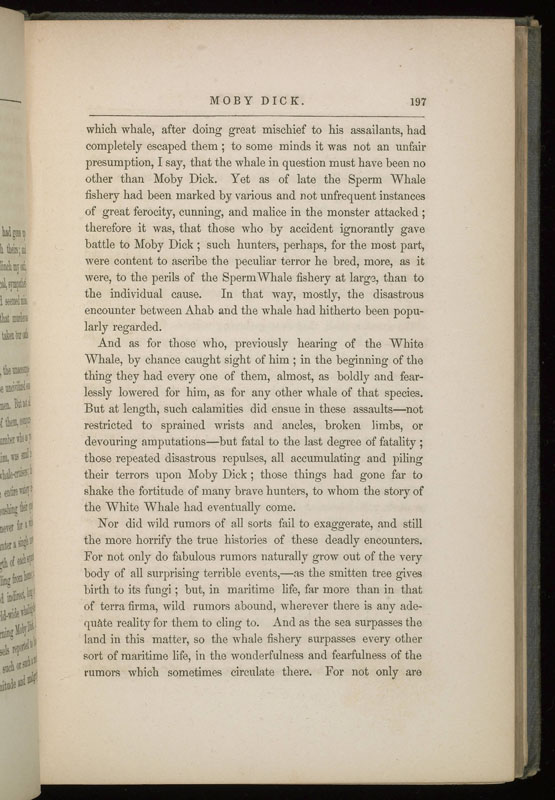 MOBY DICK. 197
which whale, after doing great mischief to his assailants, had
completely escaped them ; to some minds it was not an unfair
presumption, I say, that the whale in question must have been no
other than Moby Dick. Yet as of late the Sperm Whale
fishery had been marked by various and not unfrequent instances
of great ferocity, cunning, and malice in the monster attacked ;
therefore it was, that those who by accident ignorantly gave
battle to Moby Dick ; such hunters, perhaps, for the most part,
were content to ascribe the peculiar terror he bred, more, as it
were, to the perils of the Sperm Whale fishery at large, than to
the individual cause. In that way, mostly, the disastrous
encounter between Ahab and the whale had hitherto been popu-
larly regarded.
And as for those who, previously hearing of the White
Whale, by chance caught sight of him ; in the beginning of the
thing they had every one of them, almost, as boldly and fear-
lessly lowered for him, as for any other whale of that species.
But at length, such calamities did ensue in these assaults—not
restricted to sprained wrists and ancles, broken limbs, or
devouring amputations—but fatal to the last degree of fatality ;
those repeated disastrous repulses, all accumulating and piling
their terrors upon Moby Dick ; those things had gone far to
shake the fortitude of many brave hunters, to whom the story of
the White Whale had eventually come.
Nor did wild rumors of all sorts fail to exaggerate, and still
the more horrify the true histories of these deadly encounters.
For not only do fabulous rumors naturally grow out of the very
body of all surprising terrible events,—as the smitten tree gives
birth to its fungi ; but, in maritime life, far more than in that
of terra firma, wild rumors abound, wherever there is any ade-
quate reality for them to cling to. And as the sea surpasses the
land in this matter, so the whale fishery surpasses every other
sort of maritime life, in the wonderfulness and fearfulness of the
rumors which sometimes circulate there. For not only are